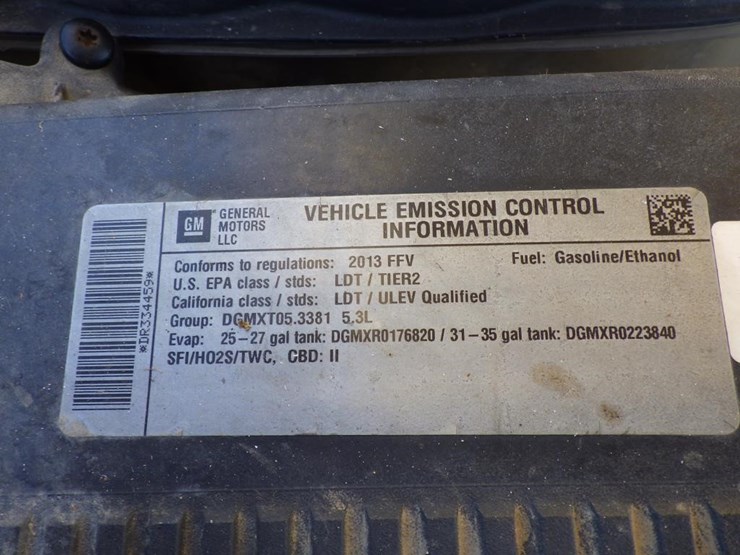 GM GENERAL MOTORS LLC
VEHICLE EMISSION CONTROL
INFORMATION
Conforms to regulations: 2013 FFV Fuel: Gasoline/Ethanol
U.S. EPA class / stds: LDT / TIER2
California class / stds: LDT / ULEV Qualified
Group: DGMXT05.3381 5.3L
Evap: 25-27 gal tank: DGMXR0176820 / 31-35 gal tank: DGMXR0223840
SFI/HO2S/TWC, CBD: II
*DR334459*